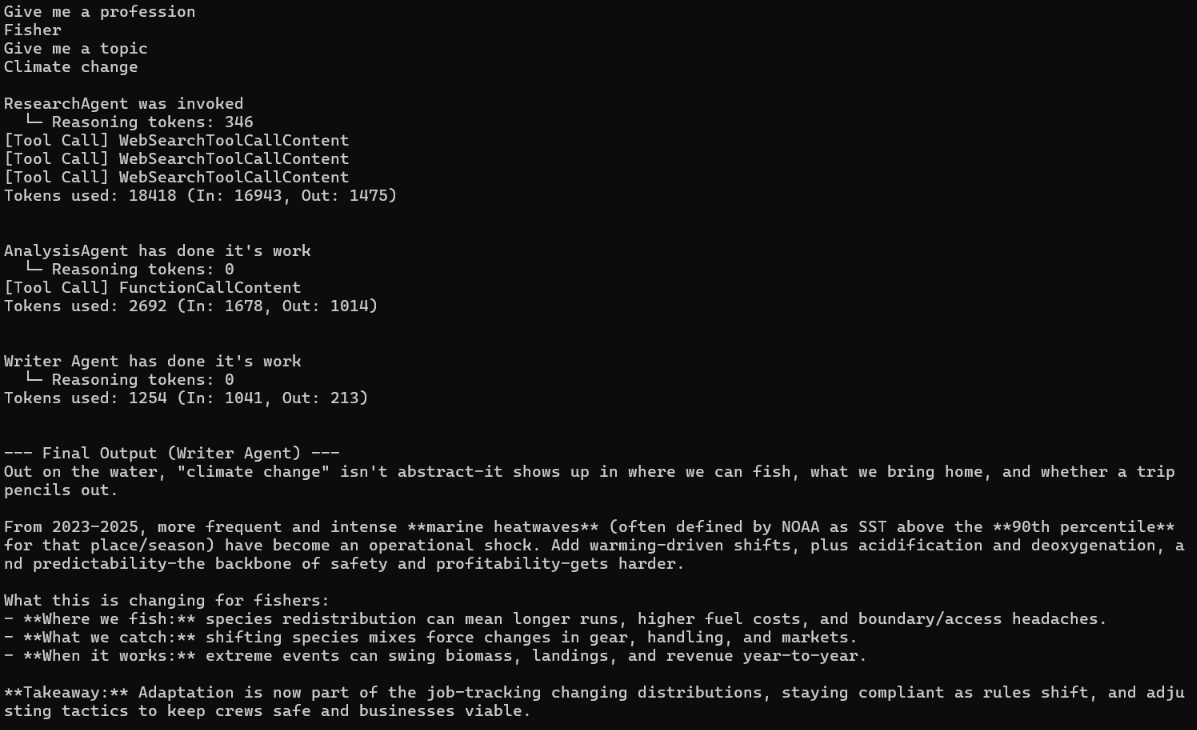 Give me a profession
Fisher
Give me a topic
Climate change

ResearchAgent was invoked
  └─ Reasoning tokens: 346
[Tool Call] WebSearchToolCallContent
[Tool Call] WebSearchToolCallContent
[Tool Call] WebSearchToolCallContent
Tokens used: 18418 (In: 16943, Out: 1475)

AnalysisAgent has done it's work
  └─ Reasoning tokens: 0
[Tool Call] FunctionCallContent
Tokens used: 2692 (In: 1678, Out: 1014)

Writer Agent has done it's work
  └─ Reasoning tokens: 0
Tokens used: 1254 (In: 1041, Out: 213)

--- Final Output (Writer Agent) ---
Out on the water, "climate change" isn't abstract-it shows up in where we can fish, what we bring home, and whether a trip
pencils out.

From 2023-2025, more frequent and intense **marine heatwaves** (often defined by NOAA as SST above the **90th percentile**
for that place/season) have become an operational shock. Add warming-driven shifts, plus acidification and deoxygenation, a
nd predictability-the backbone of safety and profitability-gets harder.

What this is changing for fishers:
- **Where we fish:** species redistribution can mean longer runs, higher fuel costs, and boundary/access headaches.
- **What we catch:** shifting species mixes force changes in gear, handling, and markets.
- **When it works:** extreme events can swing biomass, landings, and revenue year-to-year.

**Takeaway:** Adaptation is now part of the job-tracking changing distributions, staying compliant as rules shift, and adju
sting tactics to keep crews safe and businesses viable.